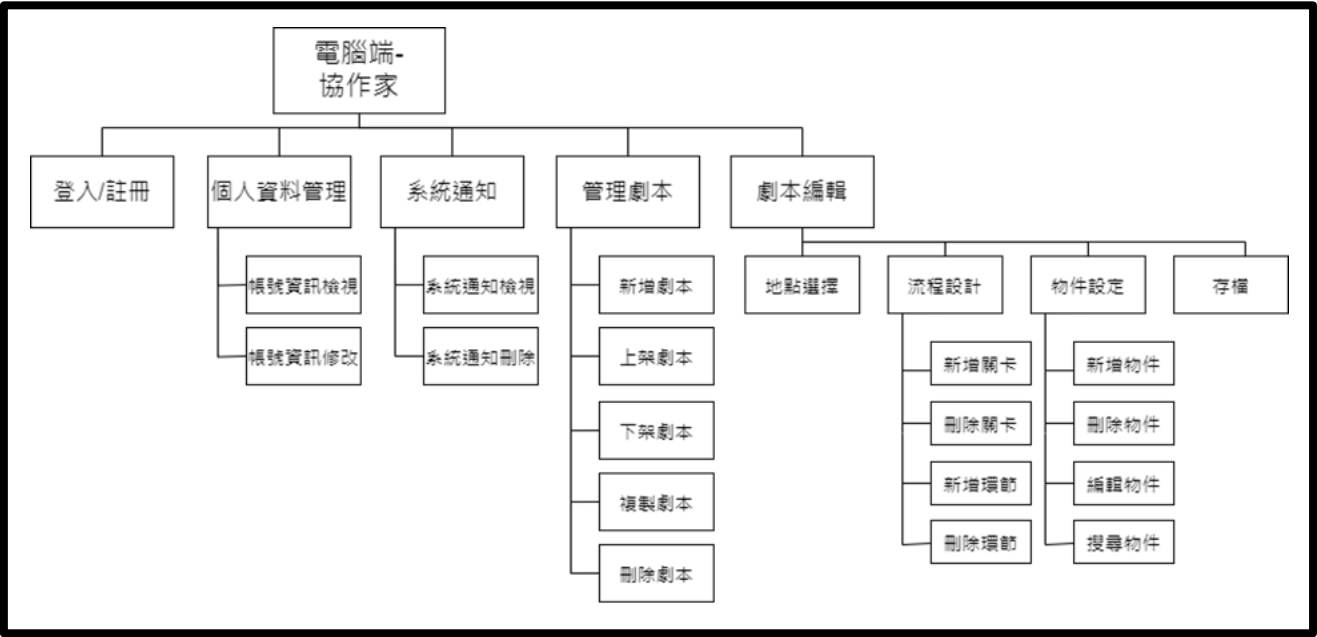 電腦端-
協作家
登入/註冊
個人資料管理
系統通知
管理劇本
劇本編輯
帳號資訊檢視
系統通知檢視
新增劇本
地點選擇
流程設計
物件設定
存檔
帳號資訊修改
系統通知刪除
上架劇本
新增關卡
新增物件
下架劇本
刪除關卡
刪除物件
複製劇本
新增環節
編輯物件
刪除劇本
刪除環節
搜尋物件